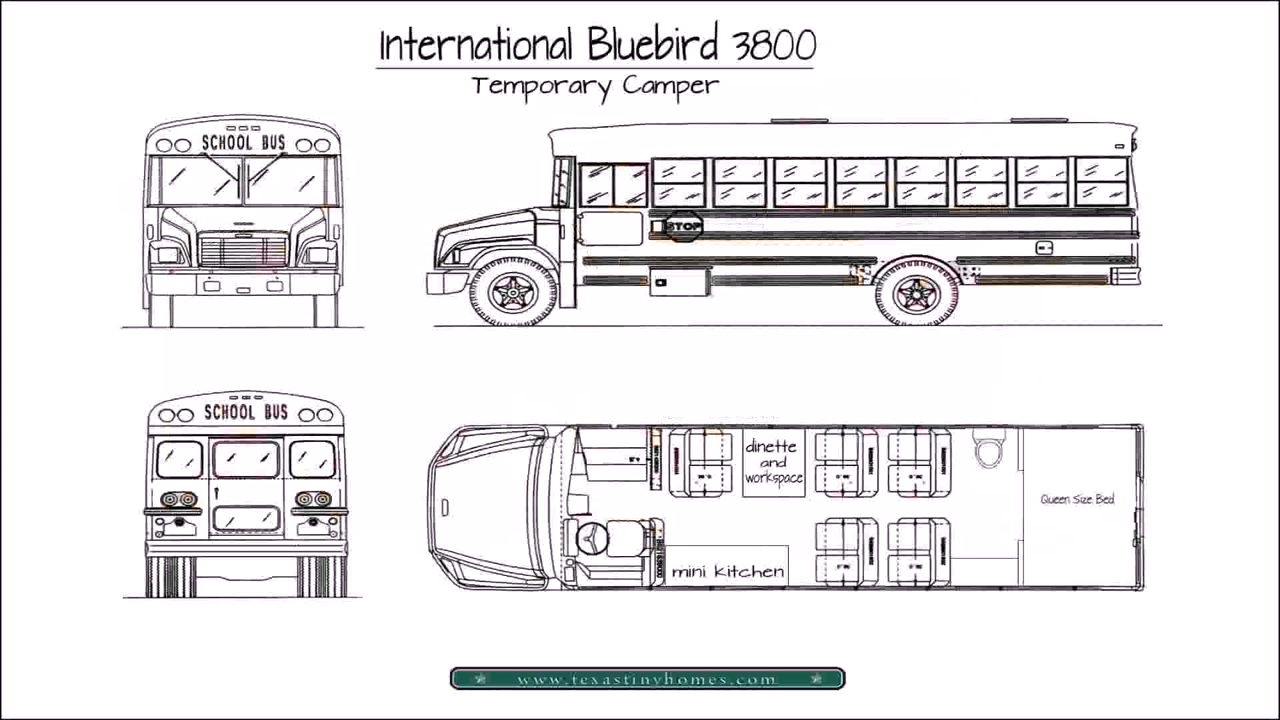 International Bluebird 3800
Temporary Camper
SCHOOL BUS
STOP
SCHOOL BUS
dinette
and
workspace
Queen Size Bed
mini kitchen
www.texastinyhomes.com